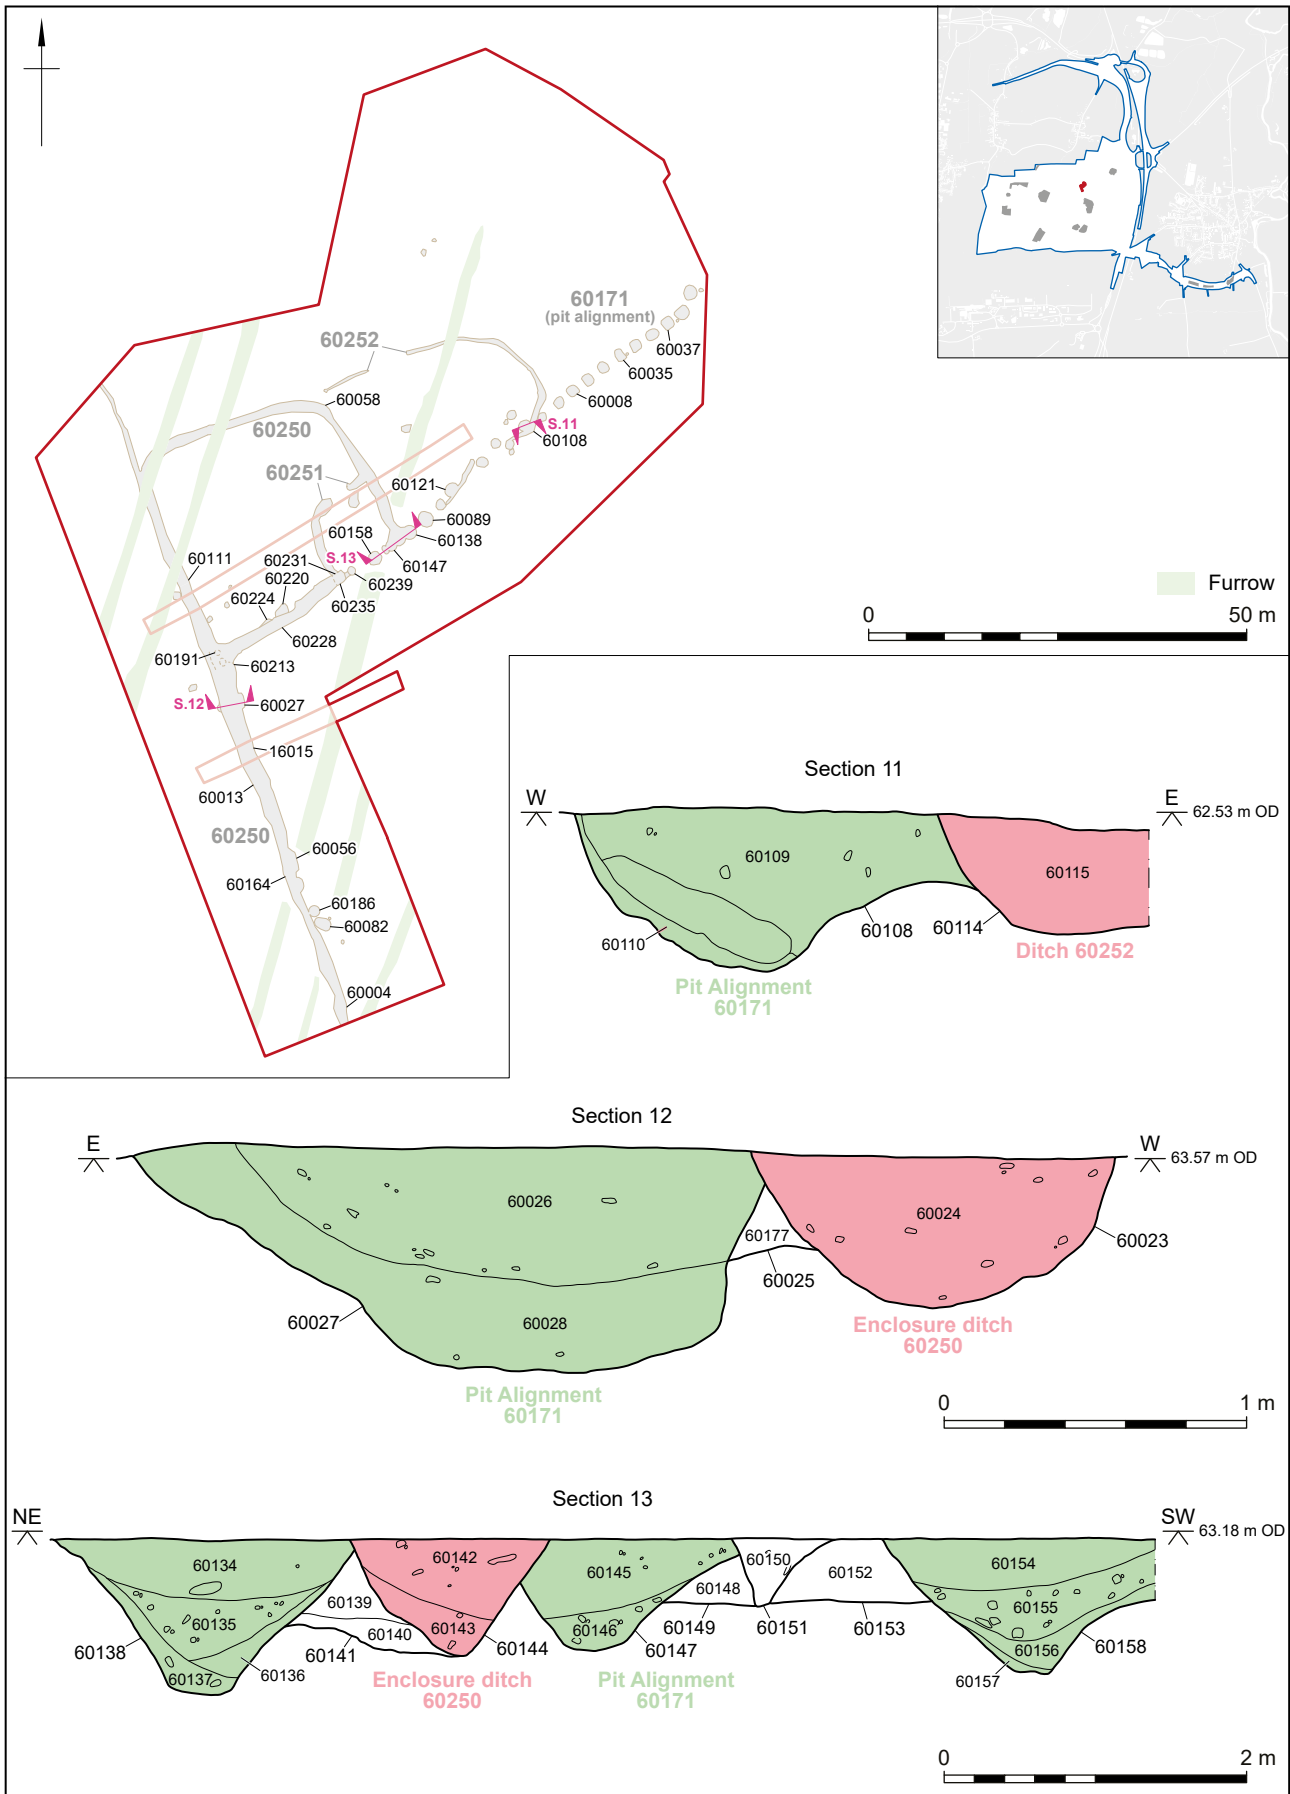 60171
(pit alignment)
60252
60037
60035
60008
60058
60250
S.11
60108
60251
60121
60089
60158
60138
S.13
60147
60111
60231
60239
60220
60235
60224
60228
60191
60213
S.12
60027
16015
60013
60250
60056
60164
60186
60082
60004
Furrow
0 50 m
Section 11
W E 62.53 m OD
60109
60115
60110
60108 60114
Ditch 60252
Pit Alignment
60171
Section 12
E W 63.57 m OD
60026
60024
60177
60023
60025
60027
60028
Enclosure ditch
60250
Pit Alignment
60171
0 1 m
Section 13
NE SW 63.18 m OD
60134 60142 60145 60150 60152 60154
60139 60148
60135 60143 60146 60155
60140
60138 60141 60144 60147 60149 60151 60153 60156 60158
60137 60136 60157
Enclosure ditch
60250
Pit Alignment
60171
0 2 m